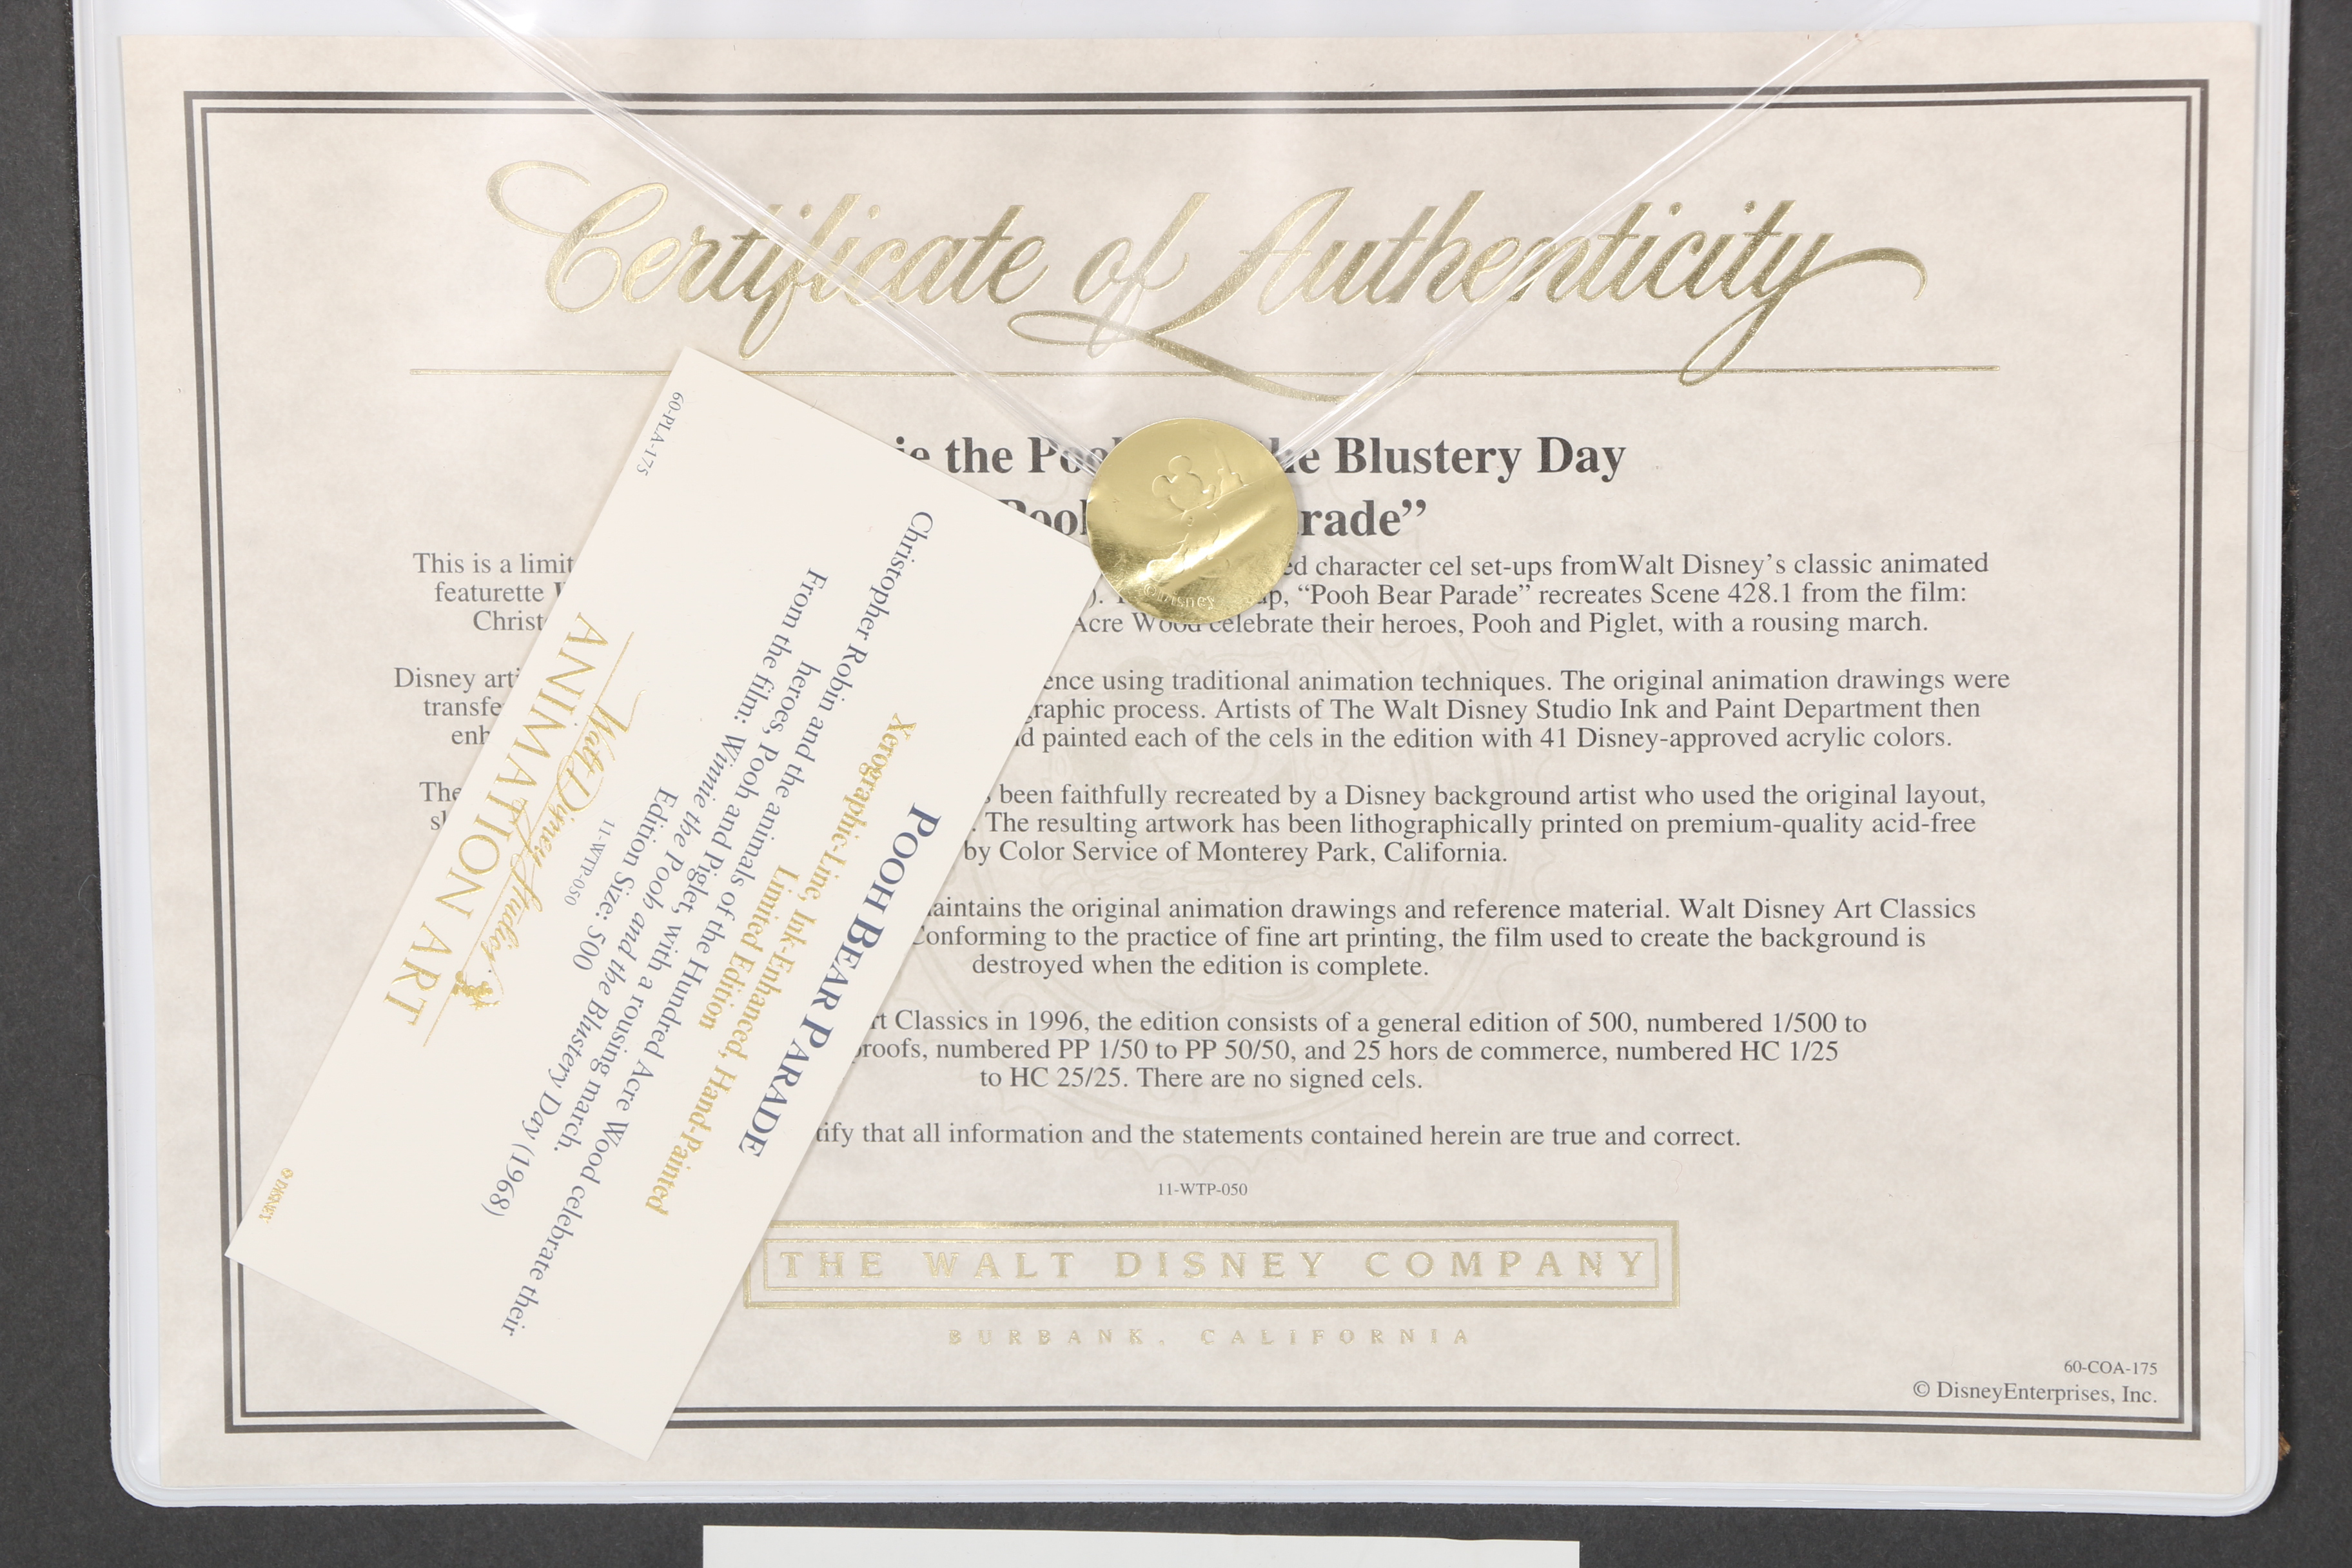 Certificate of Authenticity
the Blustery Day
This is a limit
ed character cel set-ups fromWalt Disney's classic animated
featurette
up, “Pooh Bear Parade” recreates Scene 428.1 from the film:
Christ
Acre Wood celebrate their heroes, Pooh and Piglet, with a rousing march.
Disney arti
ence using traditional animation techniques. The original animation drawings were
transfe
graphic process. Artists of The Walt Disney Studio Ink and Paint Department then
enh
painted each of the cels in the edition with 41 Disney-approved acrylic colors.
The
been faithfully recreated by a Disney background artist who used the original layout,
The resulting artwork has been lithographically printed on premium-quality acid-free
by Color Service of Monterey Park, California.
aintains the original animation drawings and reference material. Walt Disney Art Classics
Conforming to the practice of fine art printing, the film used to create the background is
destroyed when the edition is complete.
rt Classics in 1996, the edition consists of a general edition of 500, numbered 1/500 to
proofs, numbered PP 1/50 to PP 50/50, and 25 hors de commerce, numbered HC 1/25
to HC 25/25. There are no signed cels.
tify that all information and the statements contained herein are true and correct.
11-WTP-050
THE WALT DISNEY COMPANY
BURBANK, CALIFORNIA
60-COA-175
© DisneyEnterprises, Inc.
© Disney
60-PLA-175
POOH BEAR PARADE
Xerographic-Line, Ink-Enhanced, Hand-Painted
Limited Edition
Christopher Robin and the animals of the Hundred Acre Wood celebrate their
heroes, Pooh and Piglet, with a rousing march.
From the film: Winnie the Pooh and the Blustery Day (1968)
Edition Size: 500
11-WTP-050
Walt Disney Studio
ANIMATION ART
© DISNEY